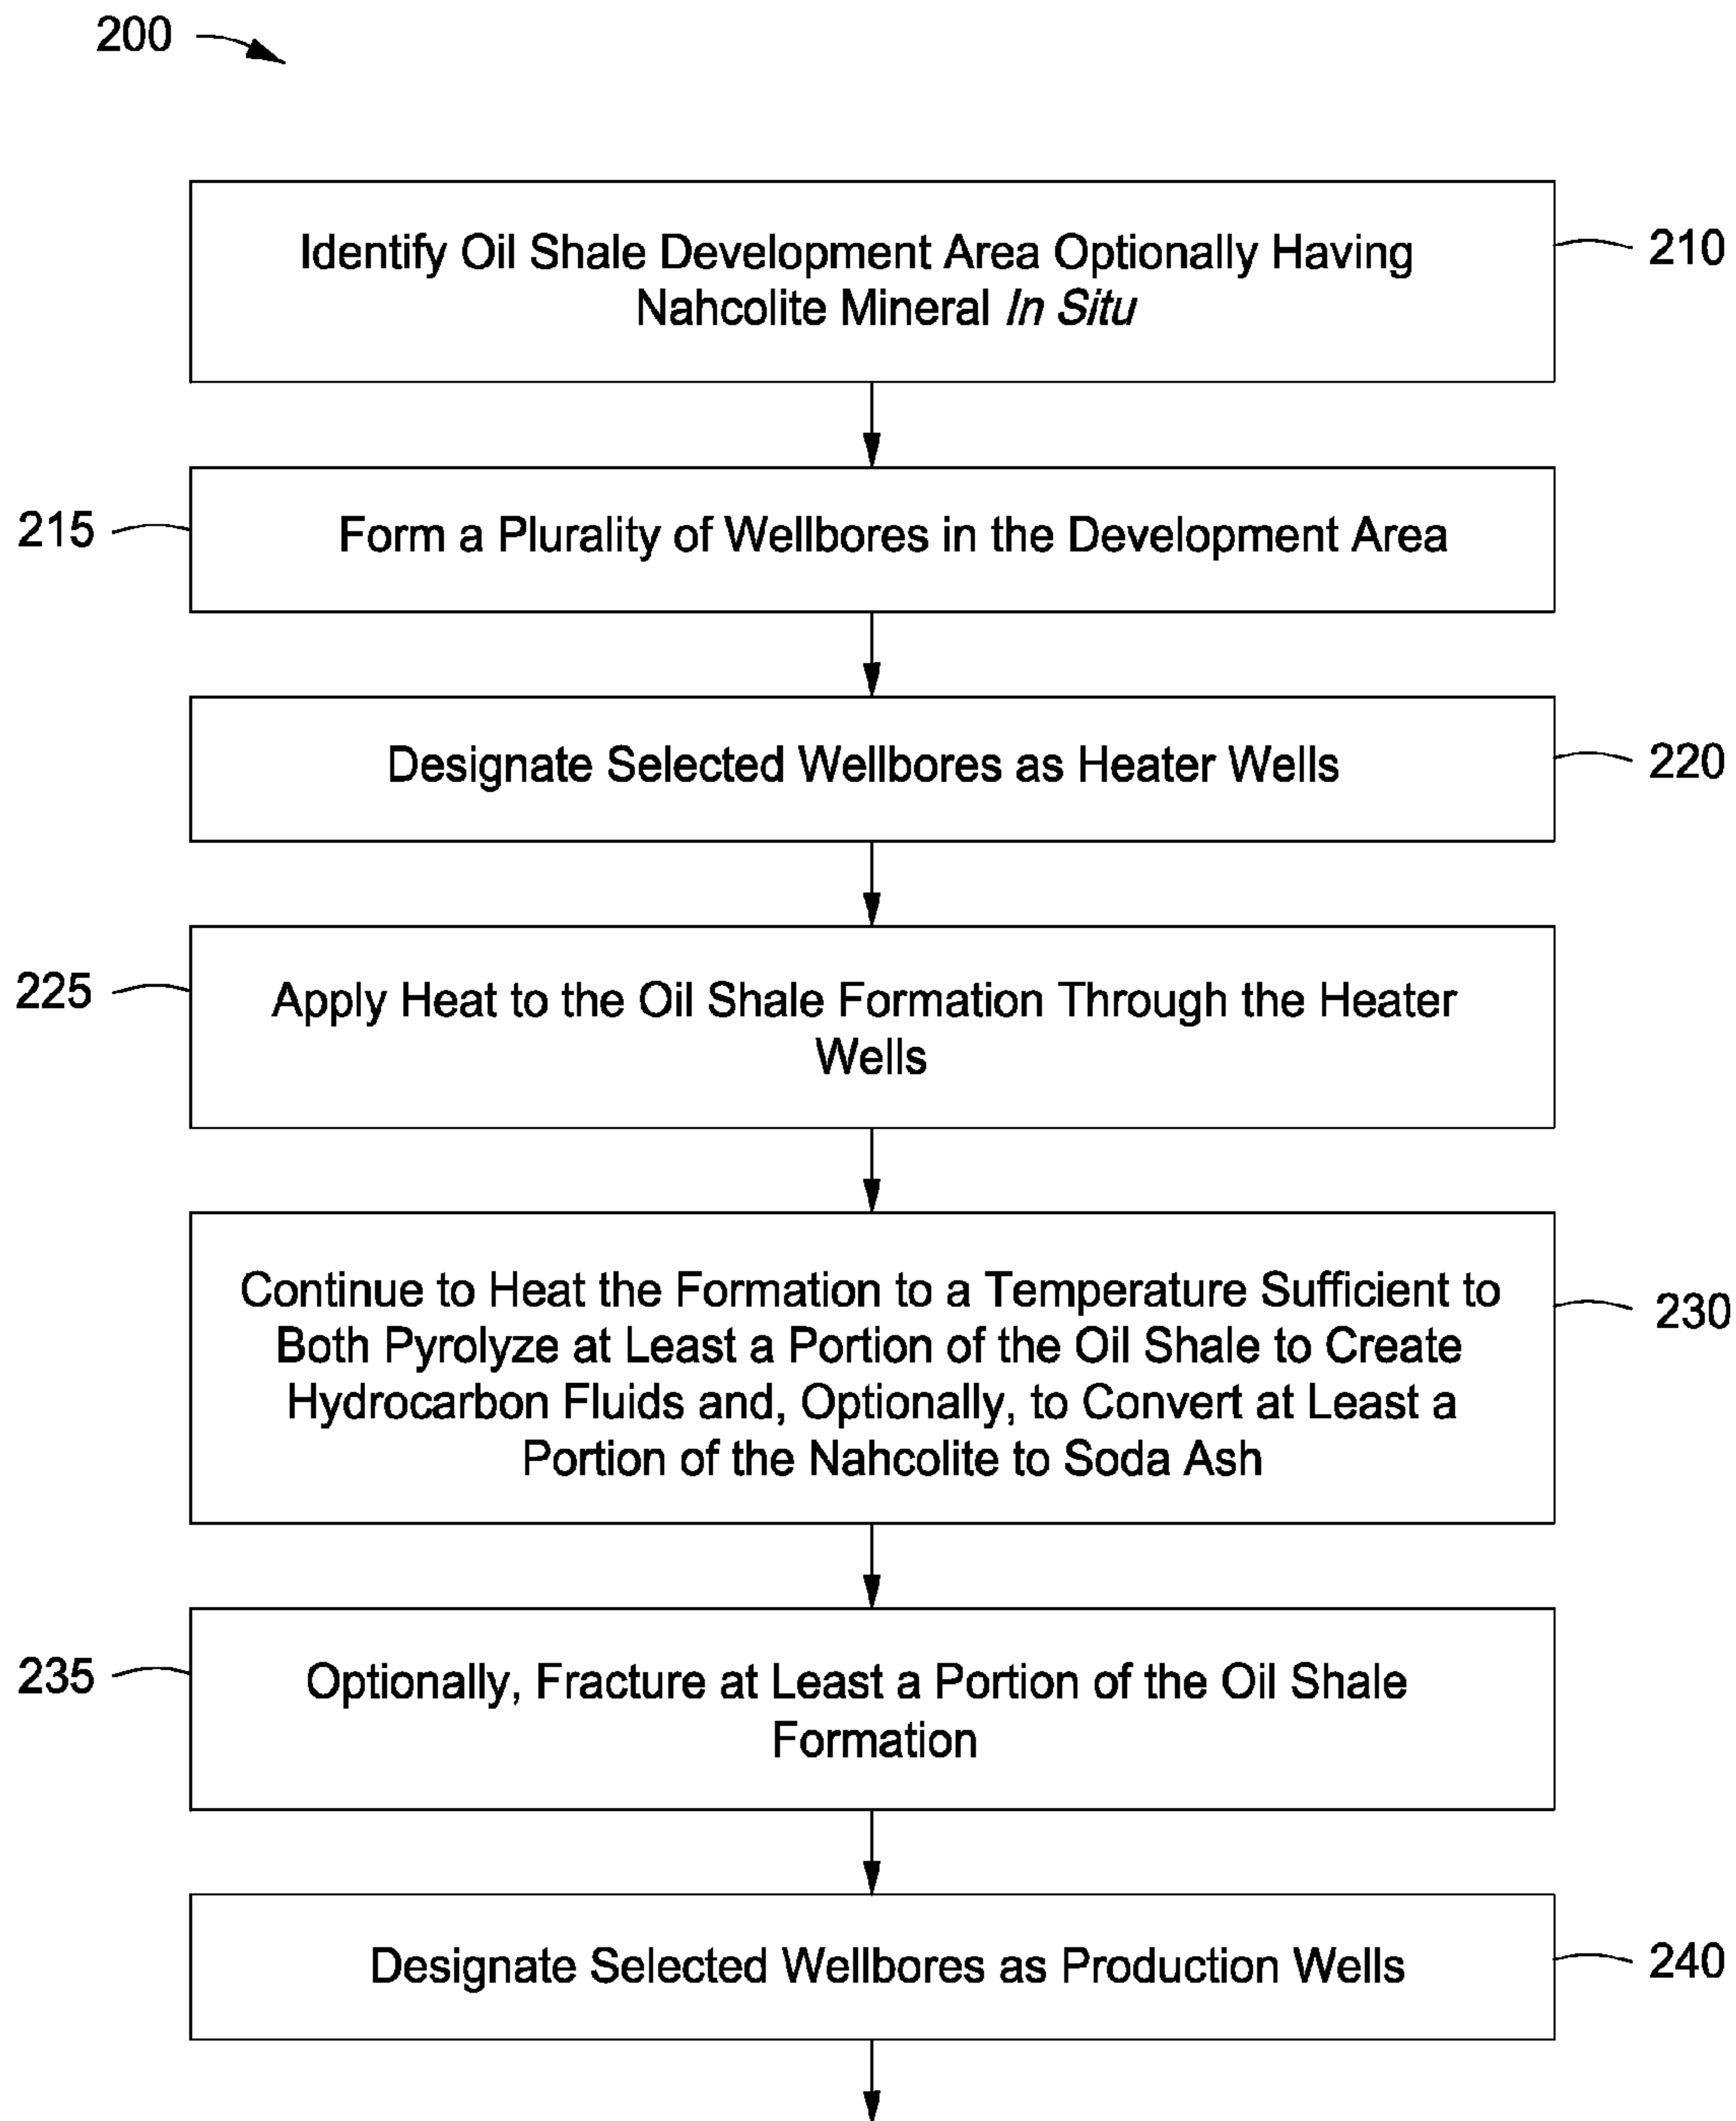 200
Identify Oil Shale Development Area Optionally Having
Nahcolite Mineral In Situ
210
215
Form a Plurality of Wellbores in the Development Area
Designate Selected Wellbores as Heater Wells
220
225
Apply Heat to the Oil Shale Formation Through the Heater
Wells
Continue to Heat the Formation to a Temperature Sufficient to
Both Pyrolyze at Least a Portion of the Oil Shale to Create
Hydrocarbon Fluids and, Optionally, to Convert at Least a
Portion of the Nahcolite to Soda Ash
230
235
Optionally, Fracture at Least a Portion of the Oil Shale
Formation
Designate Selected Wellbores as Production Wells
240